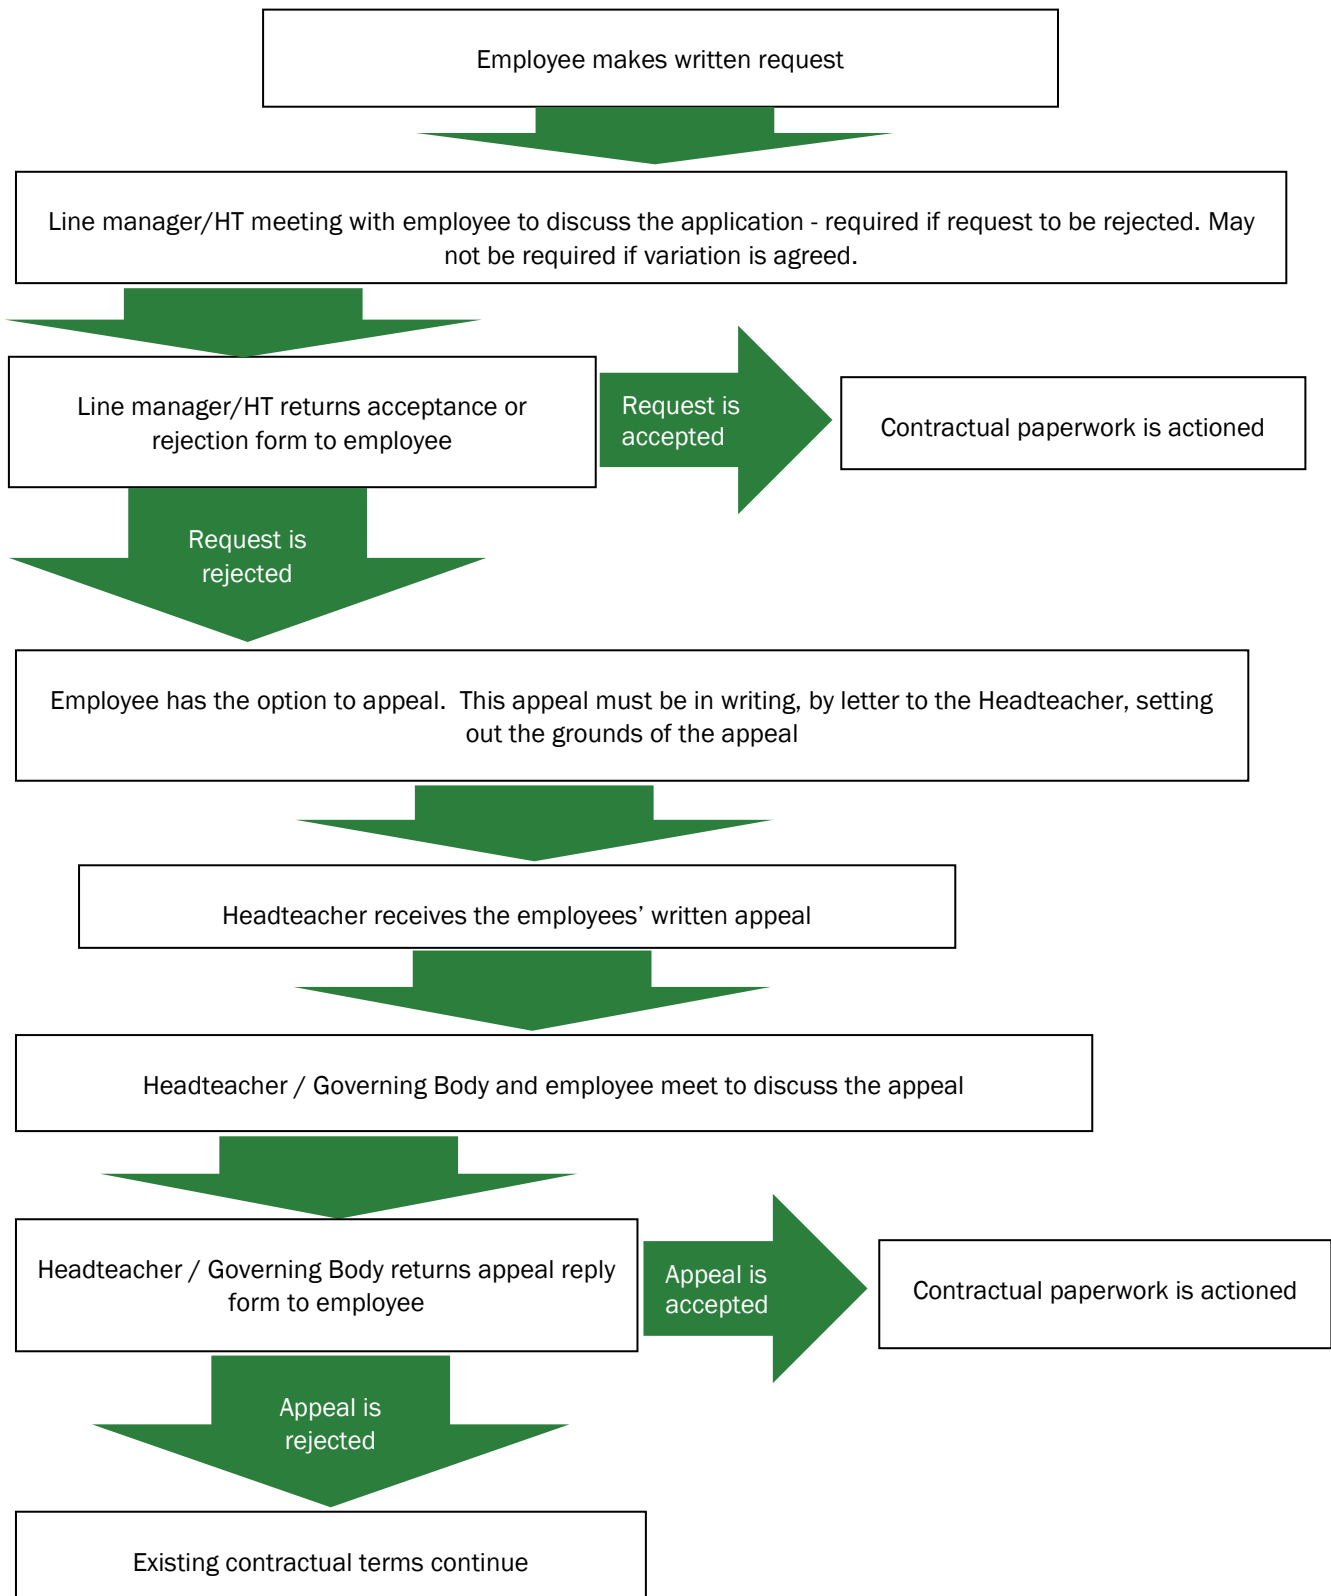 Employee makes written request
Line manager/HT meeting with employee to discuss the application - required if request to be rejected. May
not be required if variation is agreed.
Line manager/HT returns acceptance or
rejection form to employee
Request is
accepted
Contractual paperwork is actioned
Request is
rejected
Employee has the option to appeal.  This appeal must be in writing, by letter to the Headteacher, setting
out the grounds of the appeal
Headteacher receives the employees’ written appeal
Headteacher / Governing Body and employee meet to discuss the appeal
Headteacher / Governing Body returns appeal reply
form to employee
Appeal is
accepted
Contractual paperwork is actioned
Appeal is
rejected
Existing contractual terms continue